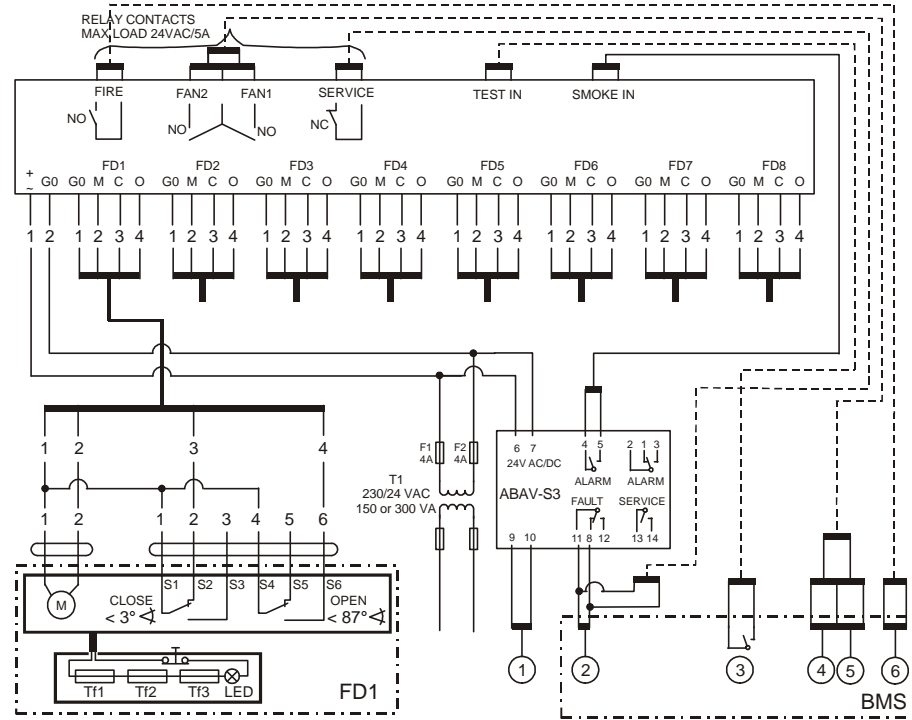 RELAY CONTACTS
MAX LOAD 24VAC/5A
FIRE
FAN2 FAN1
SERVICE
TEST IN
SMOKE IN
NO
NO NO
NC
FD1 FD2 FD3 FD4 FD5 FD6 FD7 FD8
+
~
G0 G0 M C O G0 M C O G0 M C O G0 M C O G0 M C O G0 M C O G0 M C O G0 M C O
1 2 1 2 3 4 1 2 3 4 1 2 3 4 1 2 3 4 1 2 3 4 1 2 3 4 1 2 3 4 1 2 3 4
1 2 3 4
F1
4A
F2
4A
T1
230/24 VAC
150 or 300 VA
6 7
24V AC/DC
ABAV-S3
4 5
ALARM
2 1 3
ALARM
FAULT
SERVICE
9 10
11 8 12
13 14
1 2 1 2 3 4 5 6
S1 S2 S3 S4 S5 S6
M
CLOSE
< 3°
OPEN
< 87°
Tf1 Tf2 Tf3 LED
FD1
1 2 3 4 5 6
BMS